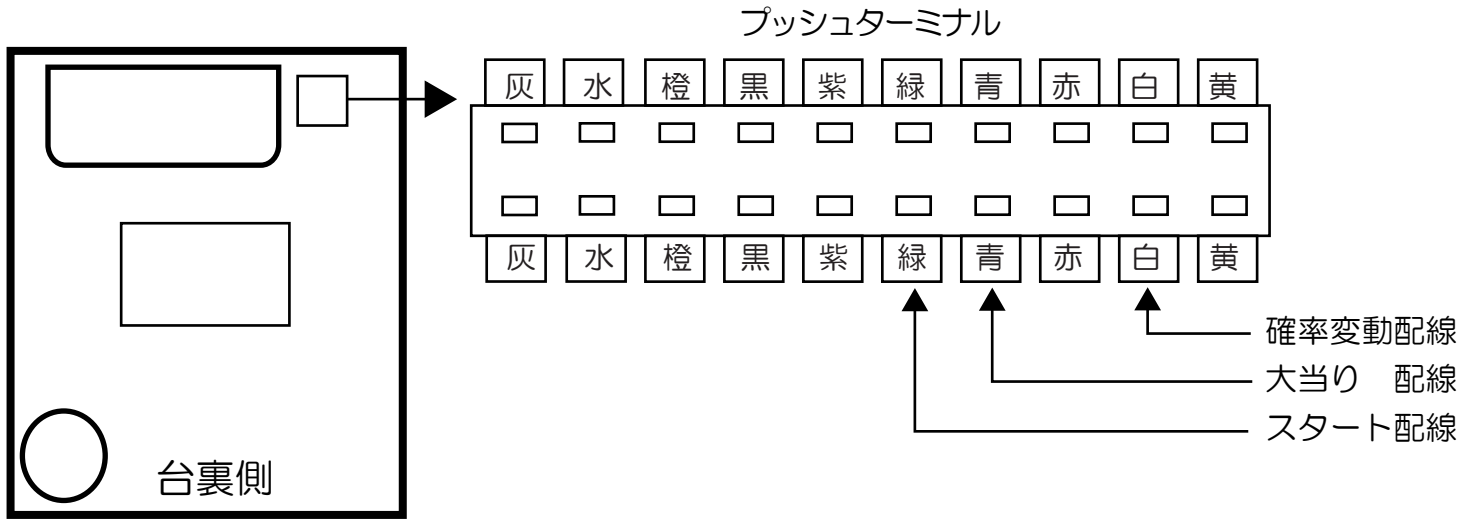 プッシュターミナル
灰 水 橙 黒 紫 緑 青 赤 白 黄
灰 水 橙 黒 紫 緑 青 赤 白 黄
確率変動配線
大当り　配線
スタート配線
台裏側